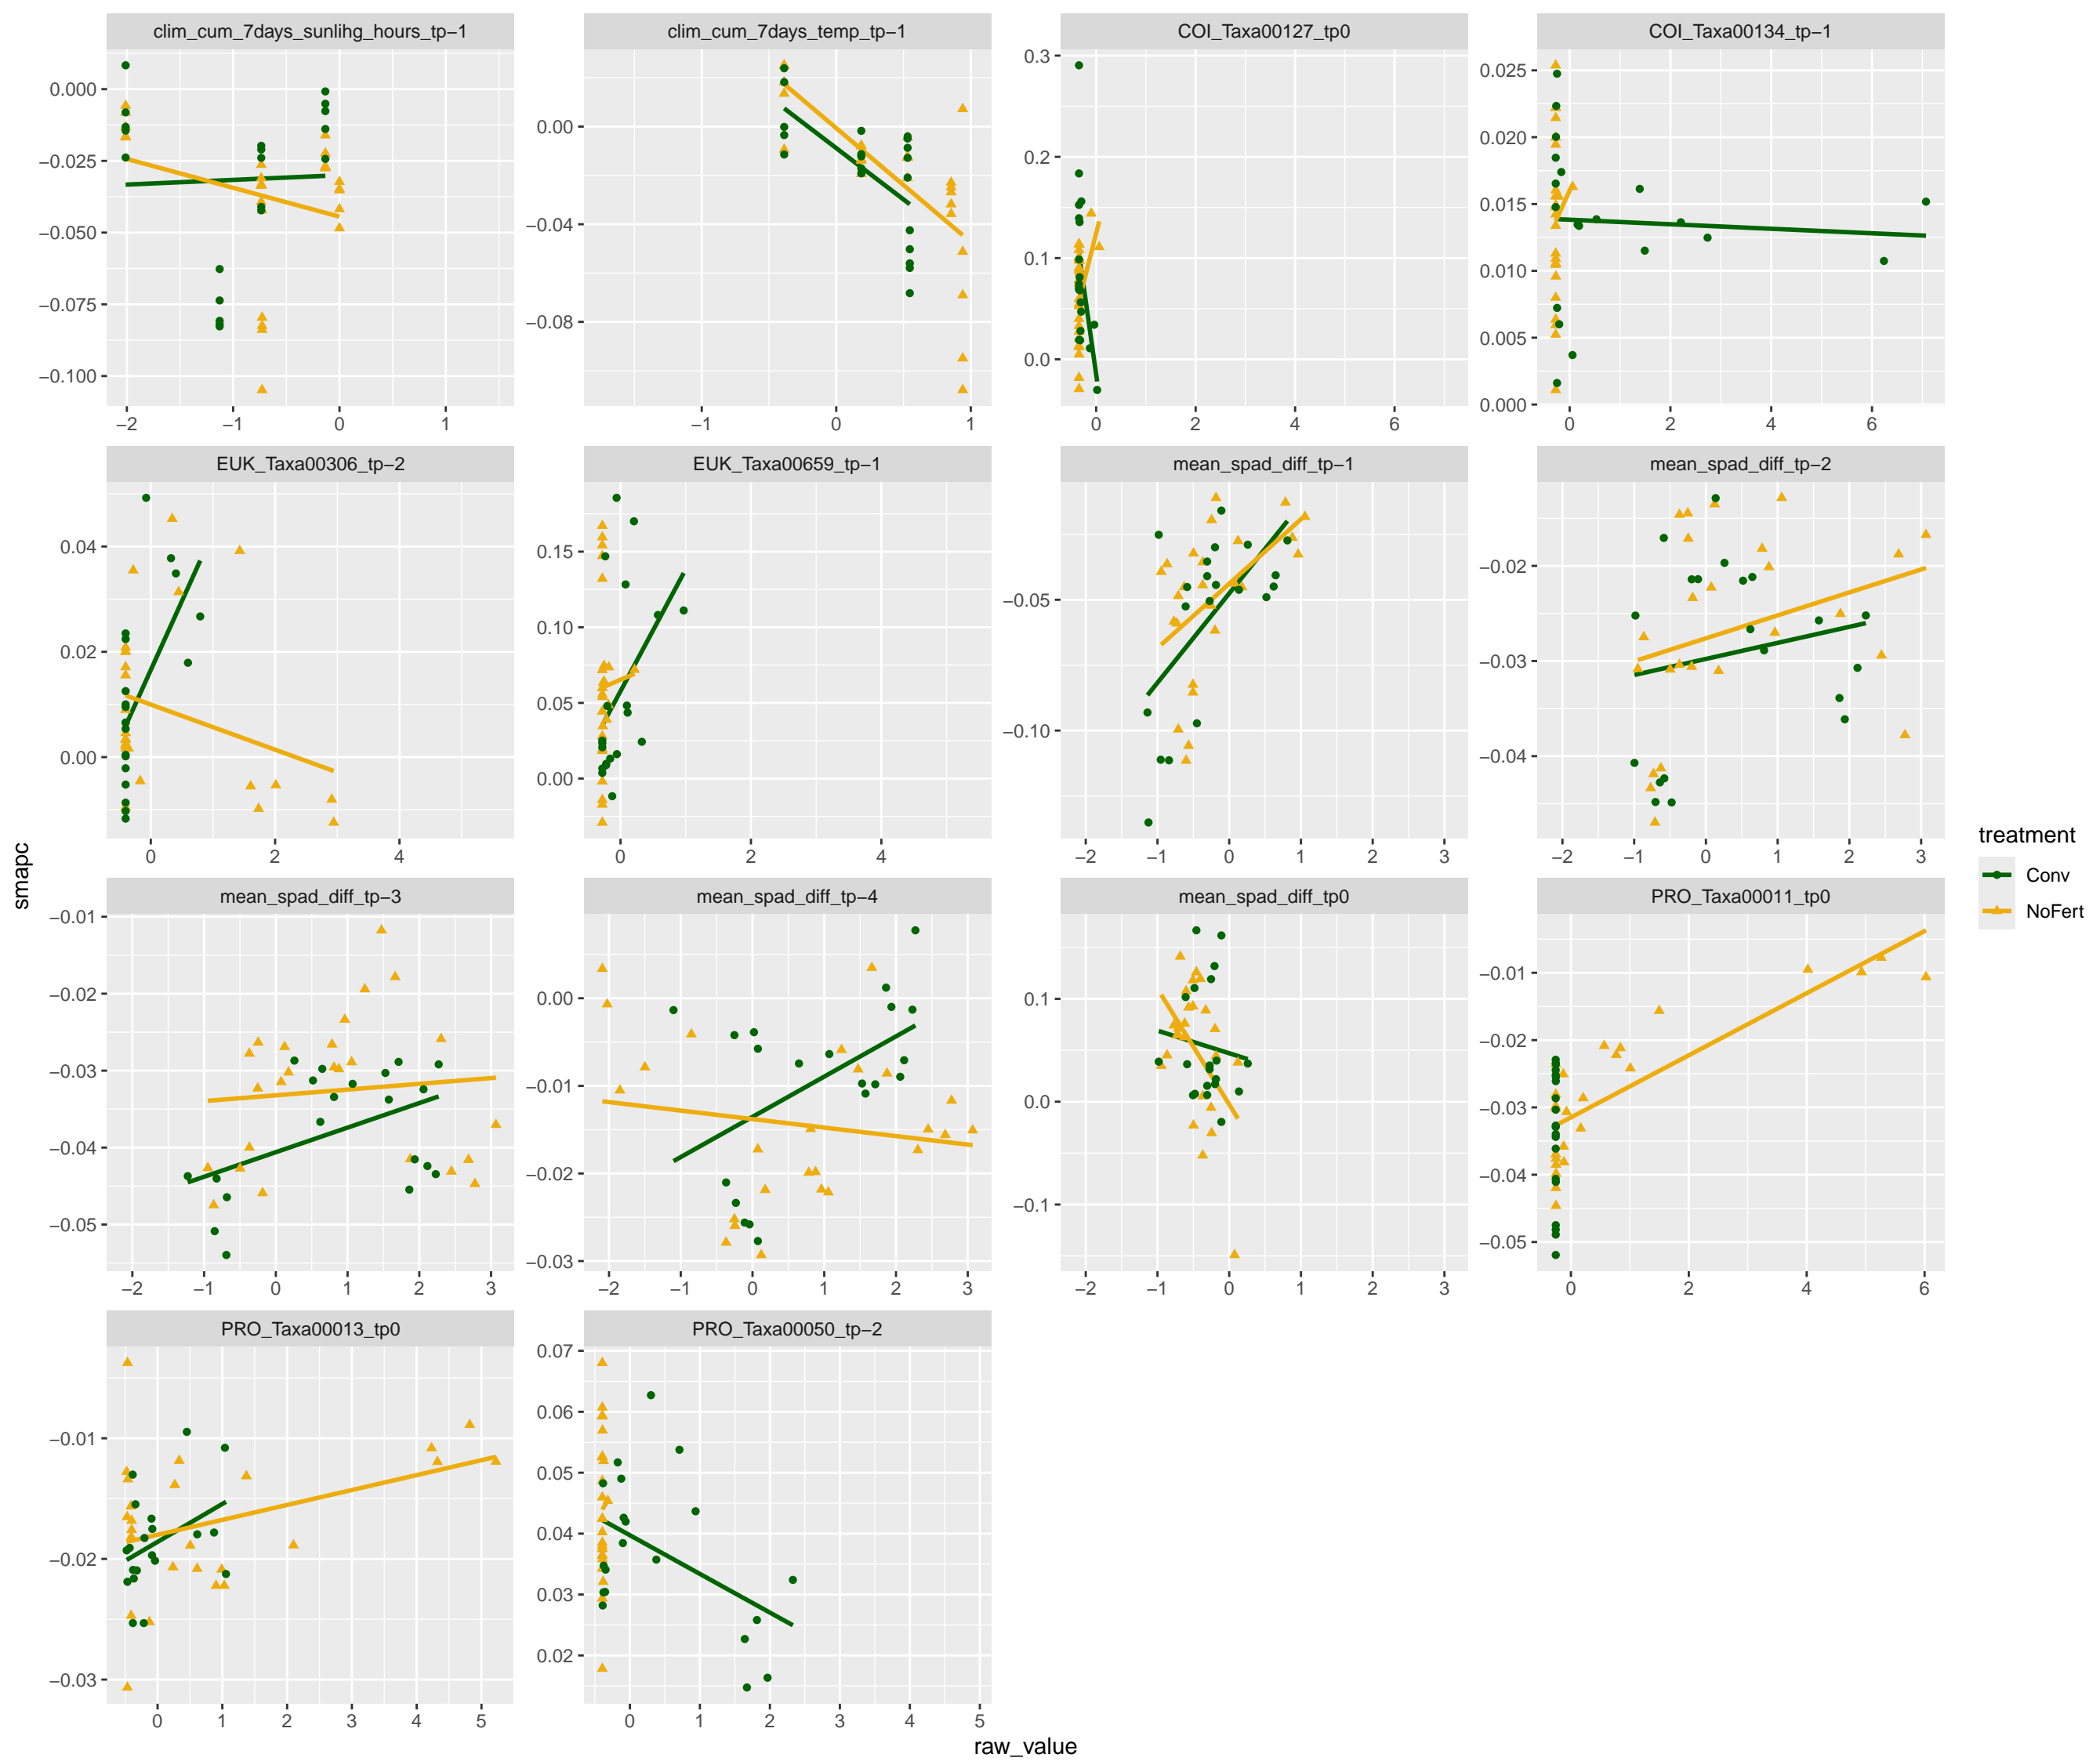 clim_cum_7days_sunlihg_hours_tp−1
clim_cum_7days_temp_tp−1
COI_Taxa00127_tp0
COI_Taxa00134_tp−1
0.000
−0.025
−0.050
−0.075
−0.100
−2 −1 0 1
0.00
−0.04
−0.08
−1 0 1
0.3
0.2
0.1
0.0
0 2 4 6
0.025
0.020
0.015
0.010
0.005
0.000
0 2 4 6
EUK_Taxa00306_tp−2
EUK_Taxa00659_tp−1
mean_spad_diff_tp−1
mean_spad_diff_tp−2
0.04
0.02
0.00
0 2 4
0.15
0.10
0.05
0.00
0 2 4
−0.05
−0.10
−2 −1 0 1 2 3
−0.02
−0.03
−0.04
−2 −1 0 1 2 3
mean_spad_diff_tp−3
mean_spad_diff_tp−4
mean_spad_diff_tp0
PRO_Taxa00011_tp0
−0.01
−0.02
−0.03
−0.04
−0.05
−2 −1 0 1 2 3
0.00
−0.01
−0.02
−0.03
−2 −1 0 1 2 3
0.1
0.0
−0.1
−2 −1 0 1 2 3
−0.01
−0.02
−0.03
−0.04
−0.05
0 2 4 6
PRO_Taxa00013_tp0
PRO_Taxa00050_tp−2
−0.01
−0.02
−0.03
0 1 2 3 4 5
0.07
0.06
0.05
0.04
0.03
0.02
0 1 2 3 4 5
smapc
raw_value
treatment
Conv
NoFert